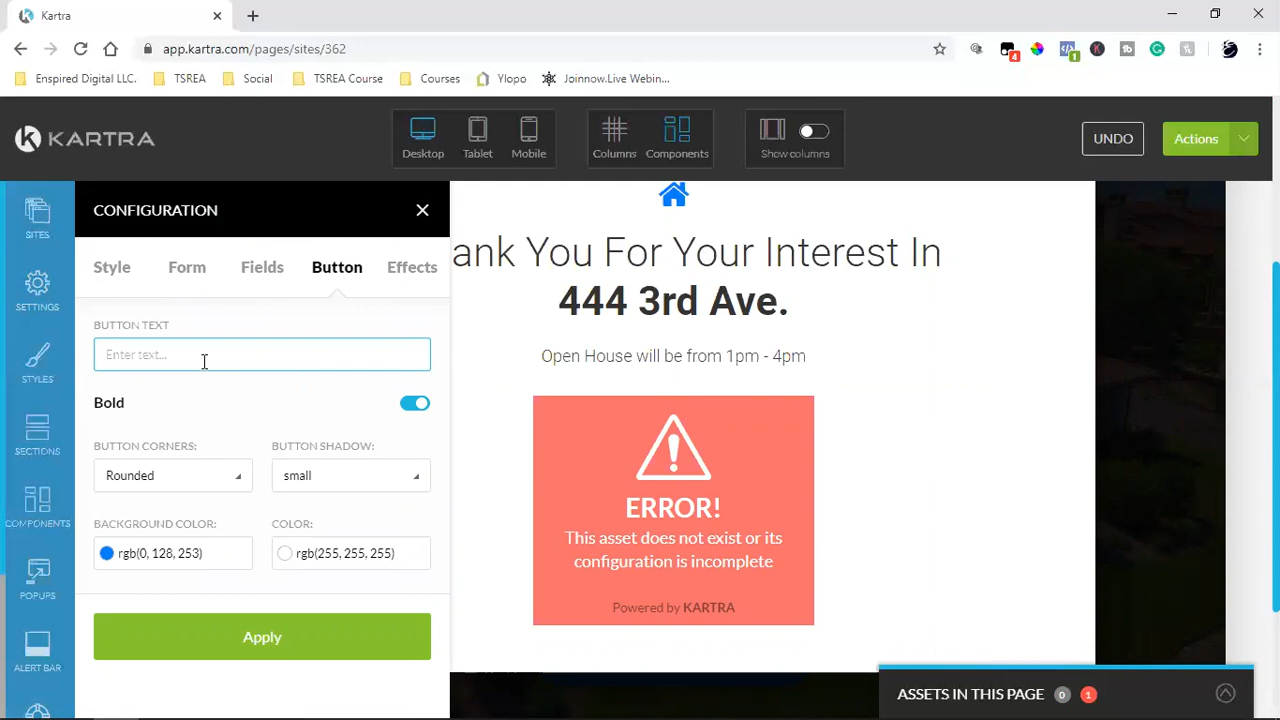 Kartra
app.kartra.com/pages/sites/362
4
1
Enspired Digital LLC.
TSREA
Social
TSREA Course
Courses
Ylopo
Joinnow.Live Webin...
KARTRA
Desktop
Tablet
Mobile
Columns
Components
Show columns
UNDO
Actions
SITES
SETTINGS
STYLES
SECTIONS
COMPONENTS
POPUPS
ALERT BAR
CONFIGURATION
Style
Form
Fields
Button
Effects
BUTTON TEXT
Enter text...
Bold
BUTTON CORNERS:
BUTTON SHADOW:
Rounded
small
BACKGROUND COLOR:
COLOR:
rgb(0, 128, 253)
rgb(255, 255, 255)
Apply
ank You For Your Interest In
444 3rd Ave.
Open House will be from 1pm - 4pm
ERROR!
This asset does not exist or its
configuration is incomplete
Powered by KARTRA
ASSETS IN THIS PAGE 0 1